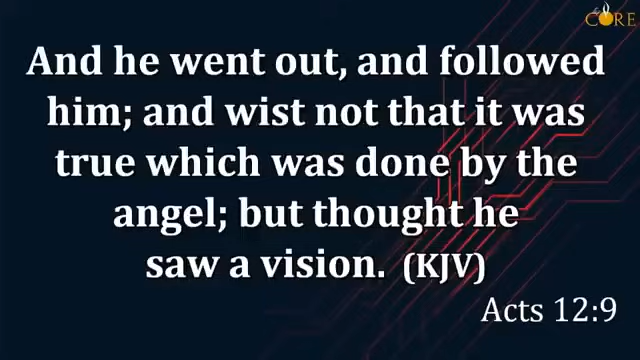 the
CORE
And he went out, and followed
him; and wist not that it was
true which was done by the
angel; but thought he
saw a vision. (KJV)
Acts 12:9